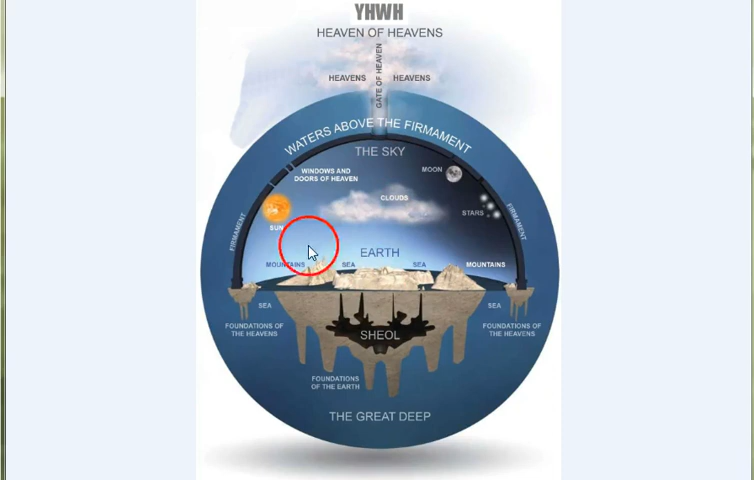 YHWH
HEAVEN OF HEAVENS
GATE OF HEAVEN
HEAVENS
HEAVENS
WATERS ABOVE THE FIRMAMENT
THE SKY
WINDOWS AND
DOORS OF HEAVEN
MOON
CLOUDS
STARS
SUN
FIRMAMENT
FIRMAMENT
EARTH
MOUNTAINS
SEA
SEA
MOUNTAINS
SEA
SEA
FOUNDATIONS OF
THE HEAVENS
FOUNDATIONS OF
THE HEAVENS
SHEOL
FOUNDATIONS
OF THE EARTH
THE GREAT DEEP